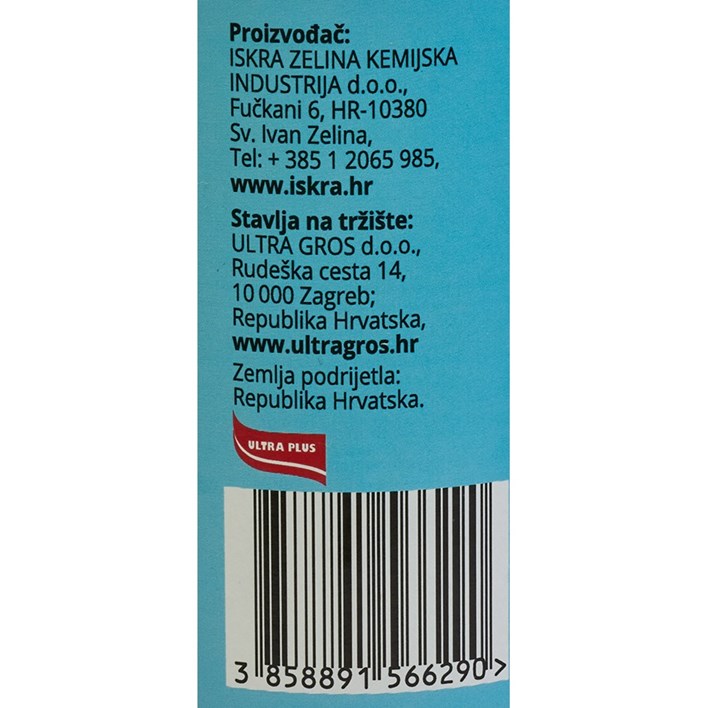 Proizvođač:
ISKRA ZELINA KEMIJSKA
INDUSTRIJA d.o.o.,
Fučkani 6, HR-10380
Sv. Ivan Zelina,
Tel: + 385 1 2065 985,
www.iskra.hr
Stavlja na tržište:
ULTRA GROS d.o.o.,
Rudeška cesta 14,
10 000 Zagreb;
Republika Hrvatska,
www.ultragros.hr
Zemlja podrijetla:
Republika Hrvatska.
ULTRA PLUS
3 858891 566290 >